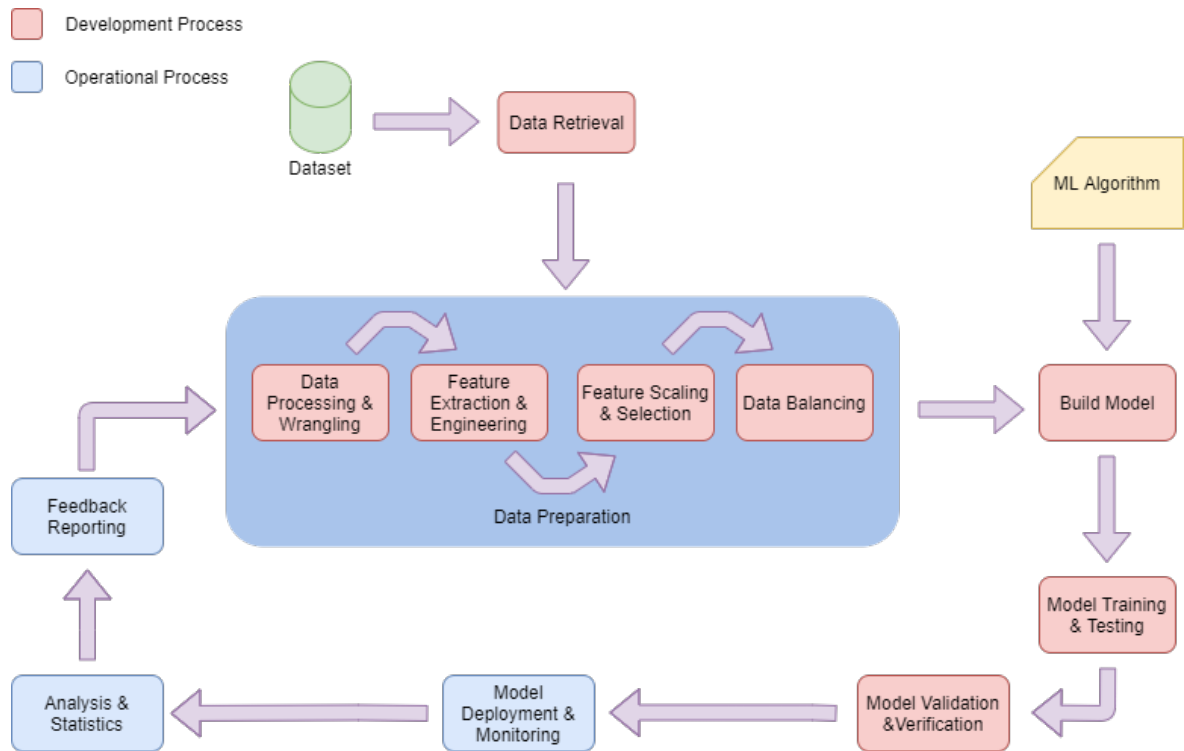 Development Process
Operational Process
Dataset
Data Retrieval
ML Algorithm
Data
Processing &
Wrangling
Feature
Extraction &
Engineering
Feature Scaling
& Selection
Data Balancing
Data Preparation
Build Model
Feedback
Reporting
Model Training
& Testing
Analysis &
Statistics
Model
Deployment &
Monitoring
Model Validation
&Verification